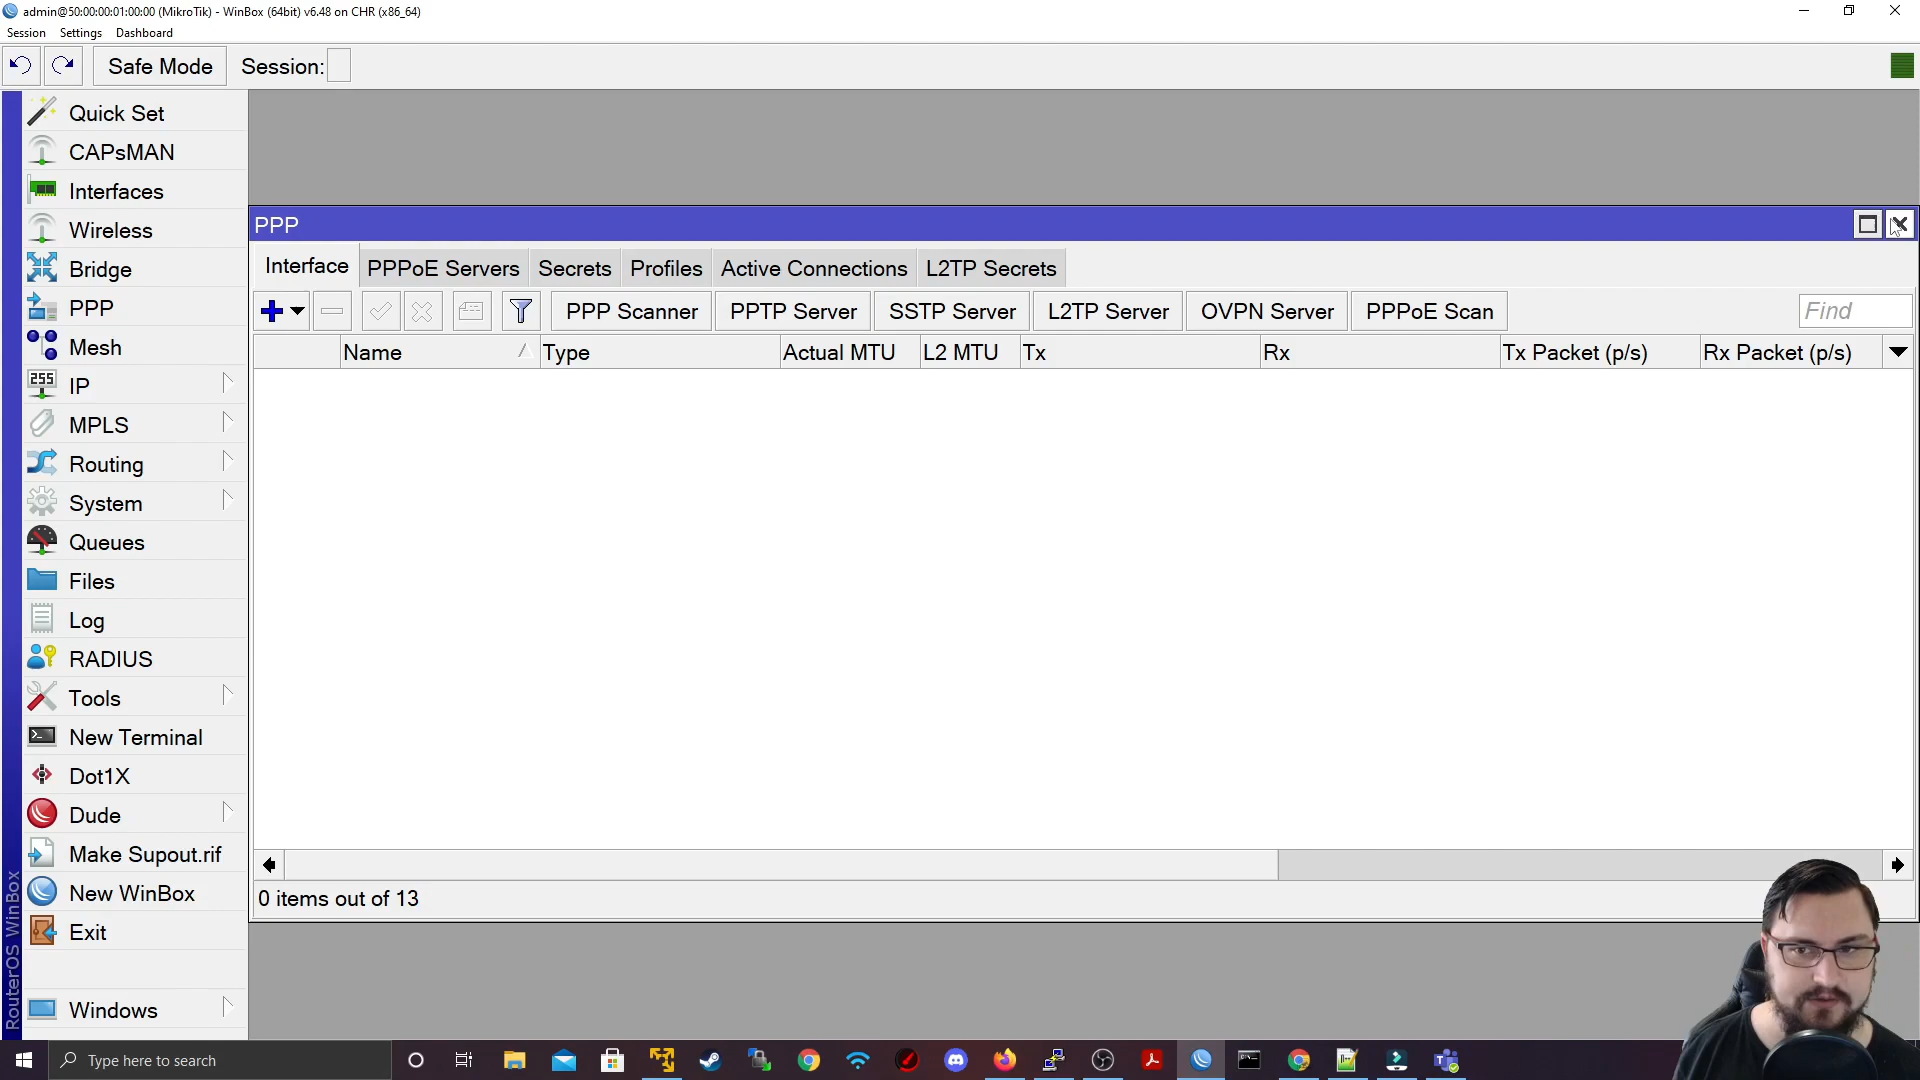 admin@50:00:00:01:00:00 (MikroTik) - WinBox (64bit) v6.48 on CHR (x86_64)
Session Settings Dashboard
Safe Mode Session:
Quick Set
CAPsMAN
Interfaces
Wireless
Bridge
PPP
Mesh
255 IP
MPLS
Routing
System
Queues
Files
Log
RADIUS
Tools
New Terminal
Dot1X
Dude
Make Supout.rif
New WinBox
Exit
Windows
RouterOS WinBox
PPP
Interface PPPoE Servers Secrets Profiles Active Connections L2TP Secrets
PPP Scanner PPTP Server SSTP Server L2TP Server OVPN Server PPPoE Scan Find
Name Type Actual MTU L2 MTU Tx Rx Tx Packet (p/s) Rx Packet (p/s)
0 items out of 13
Type here to search